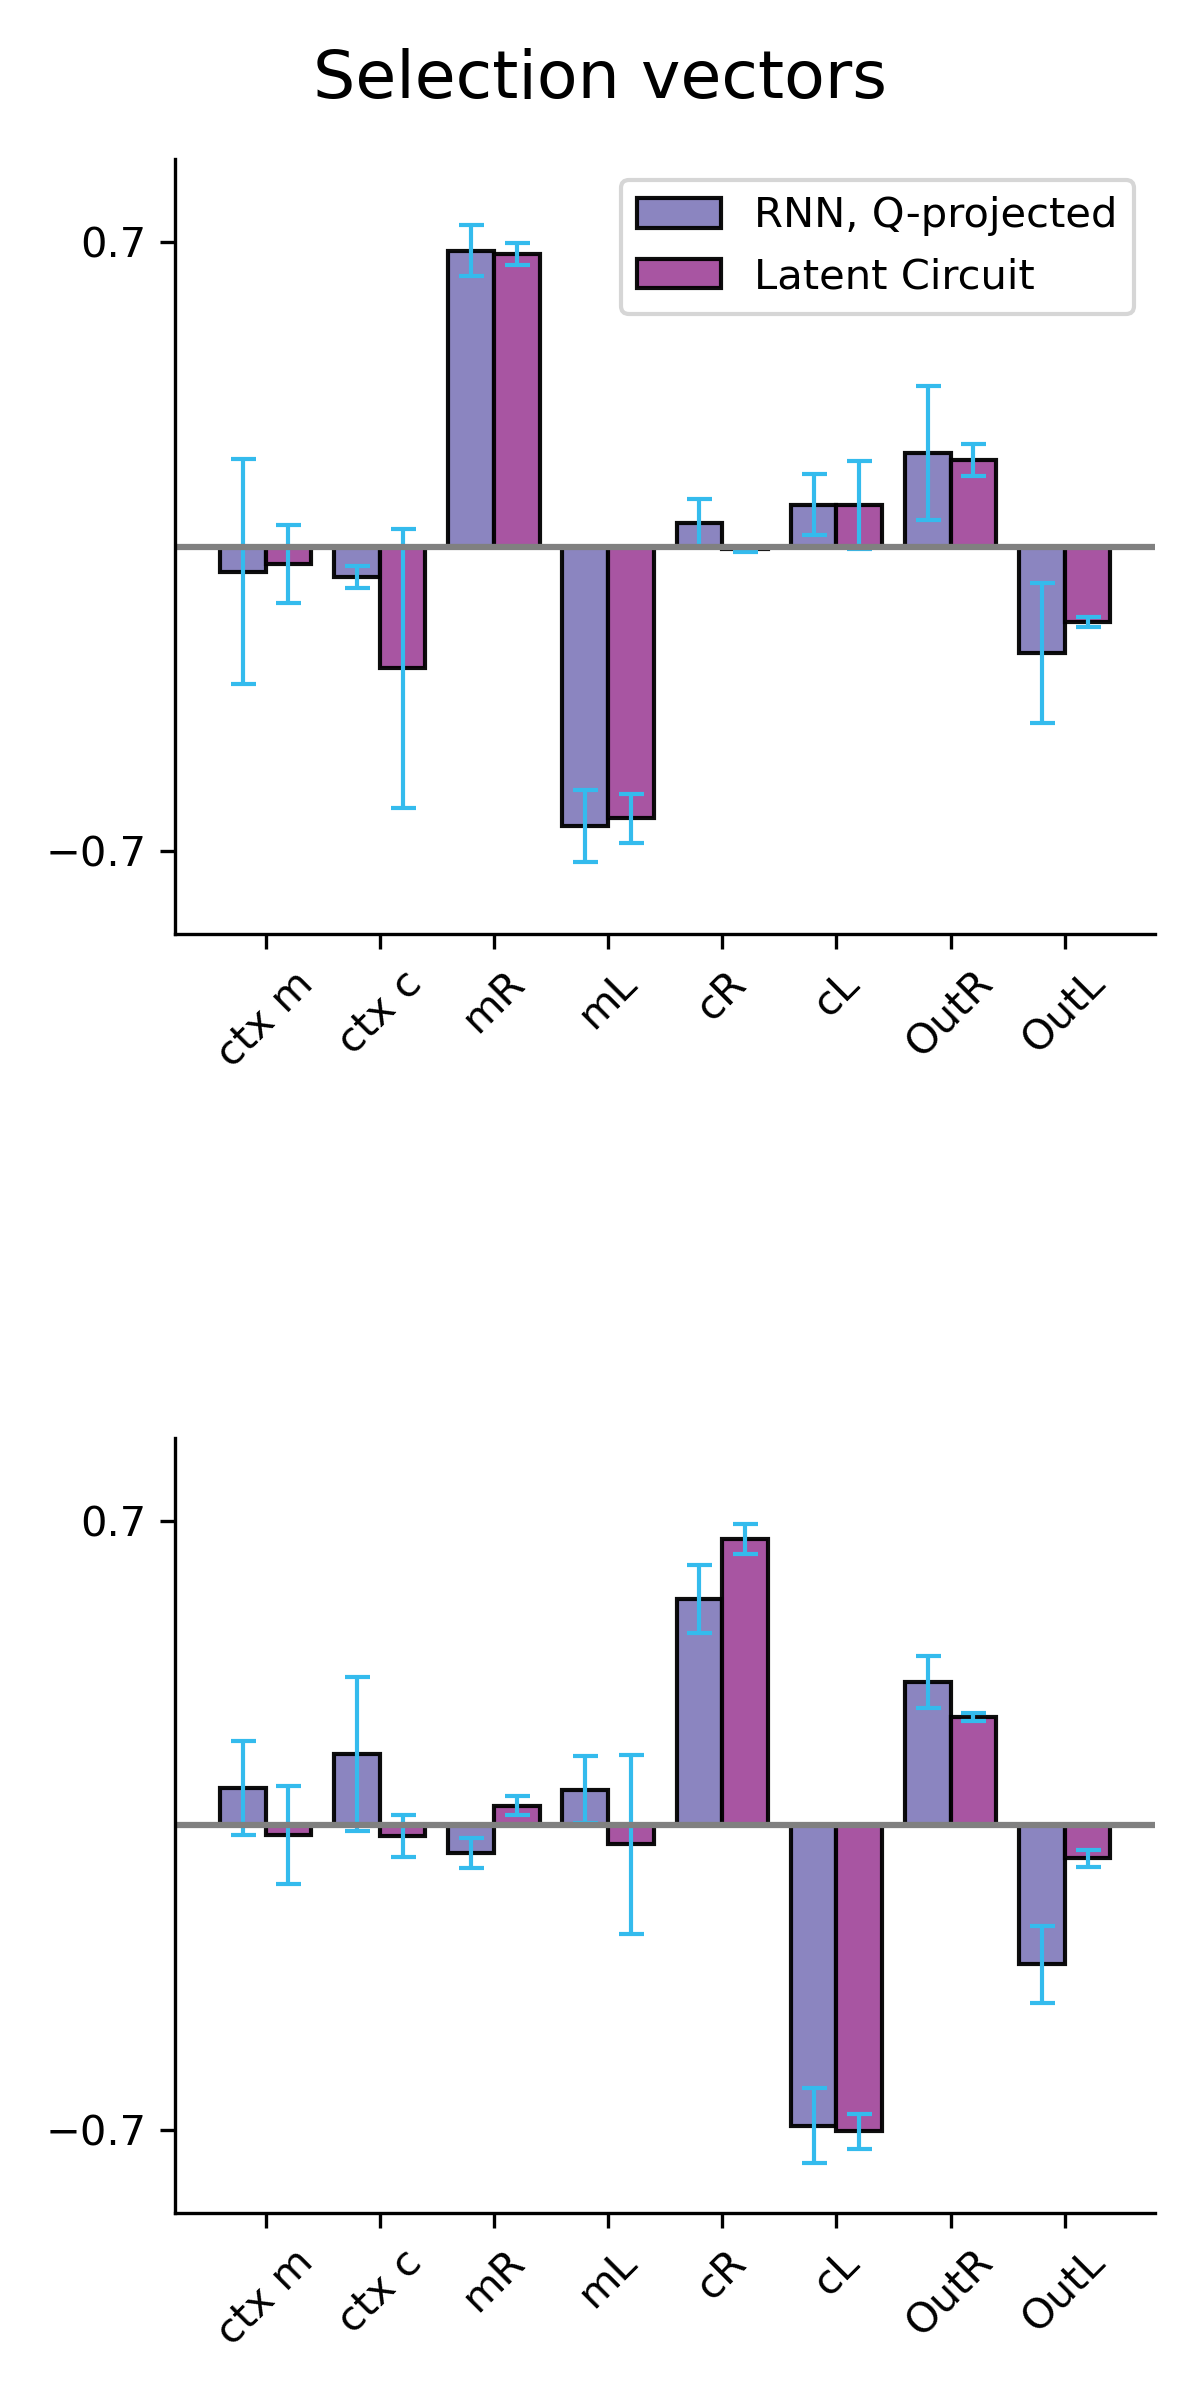 Selection vectors
RNN, Q-projected
Latent Circuit
0.7
−0.7
ctx m
ctx c
mR
mL
cR
cL
OutR
OutL
0.7
−0.7
ctx m
ctx c
mR
mL
cR
cL
OutR
OutL